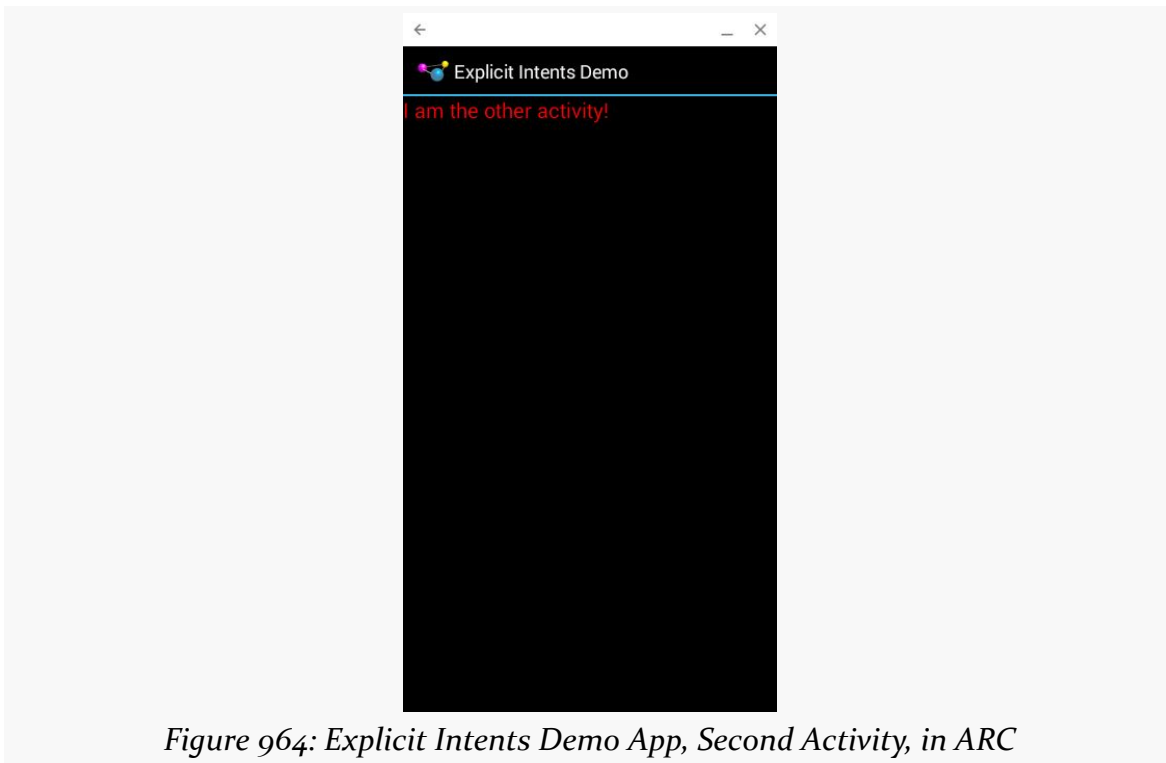 Explicit Intents Demo
I am the other activity!
Figure 964: Explicit Intents Demo App, Second Activity, in ARC